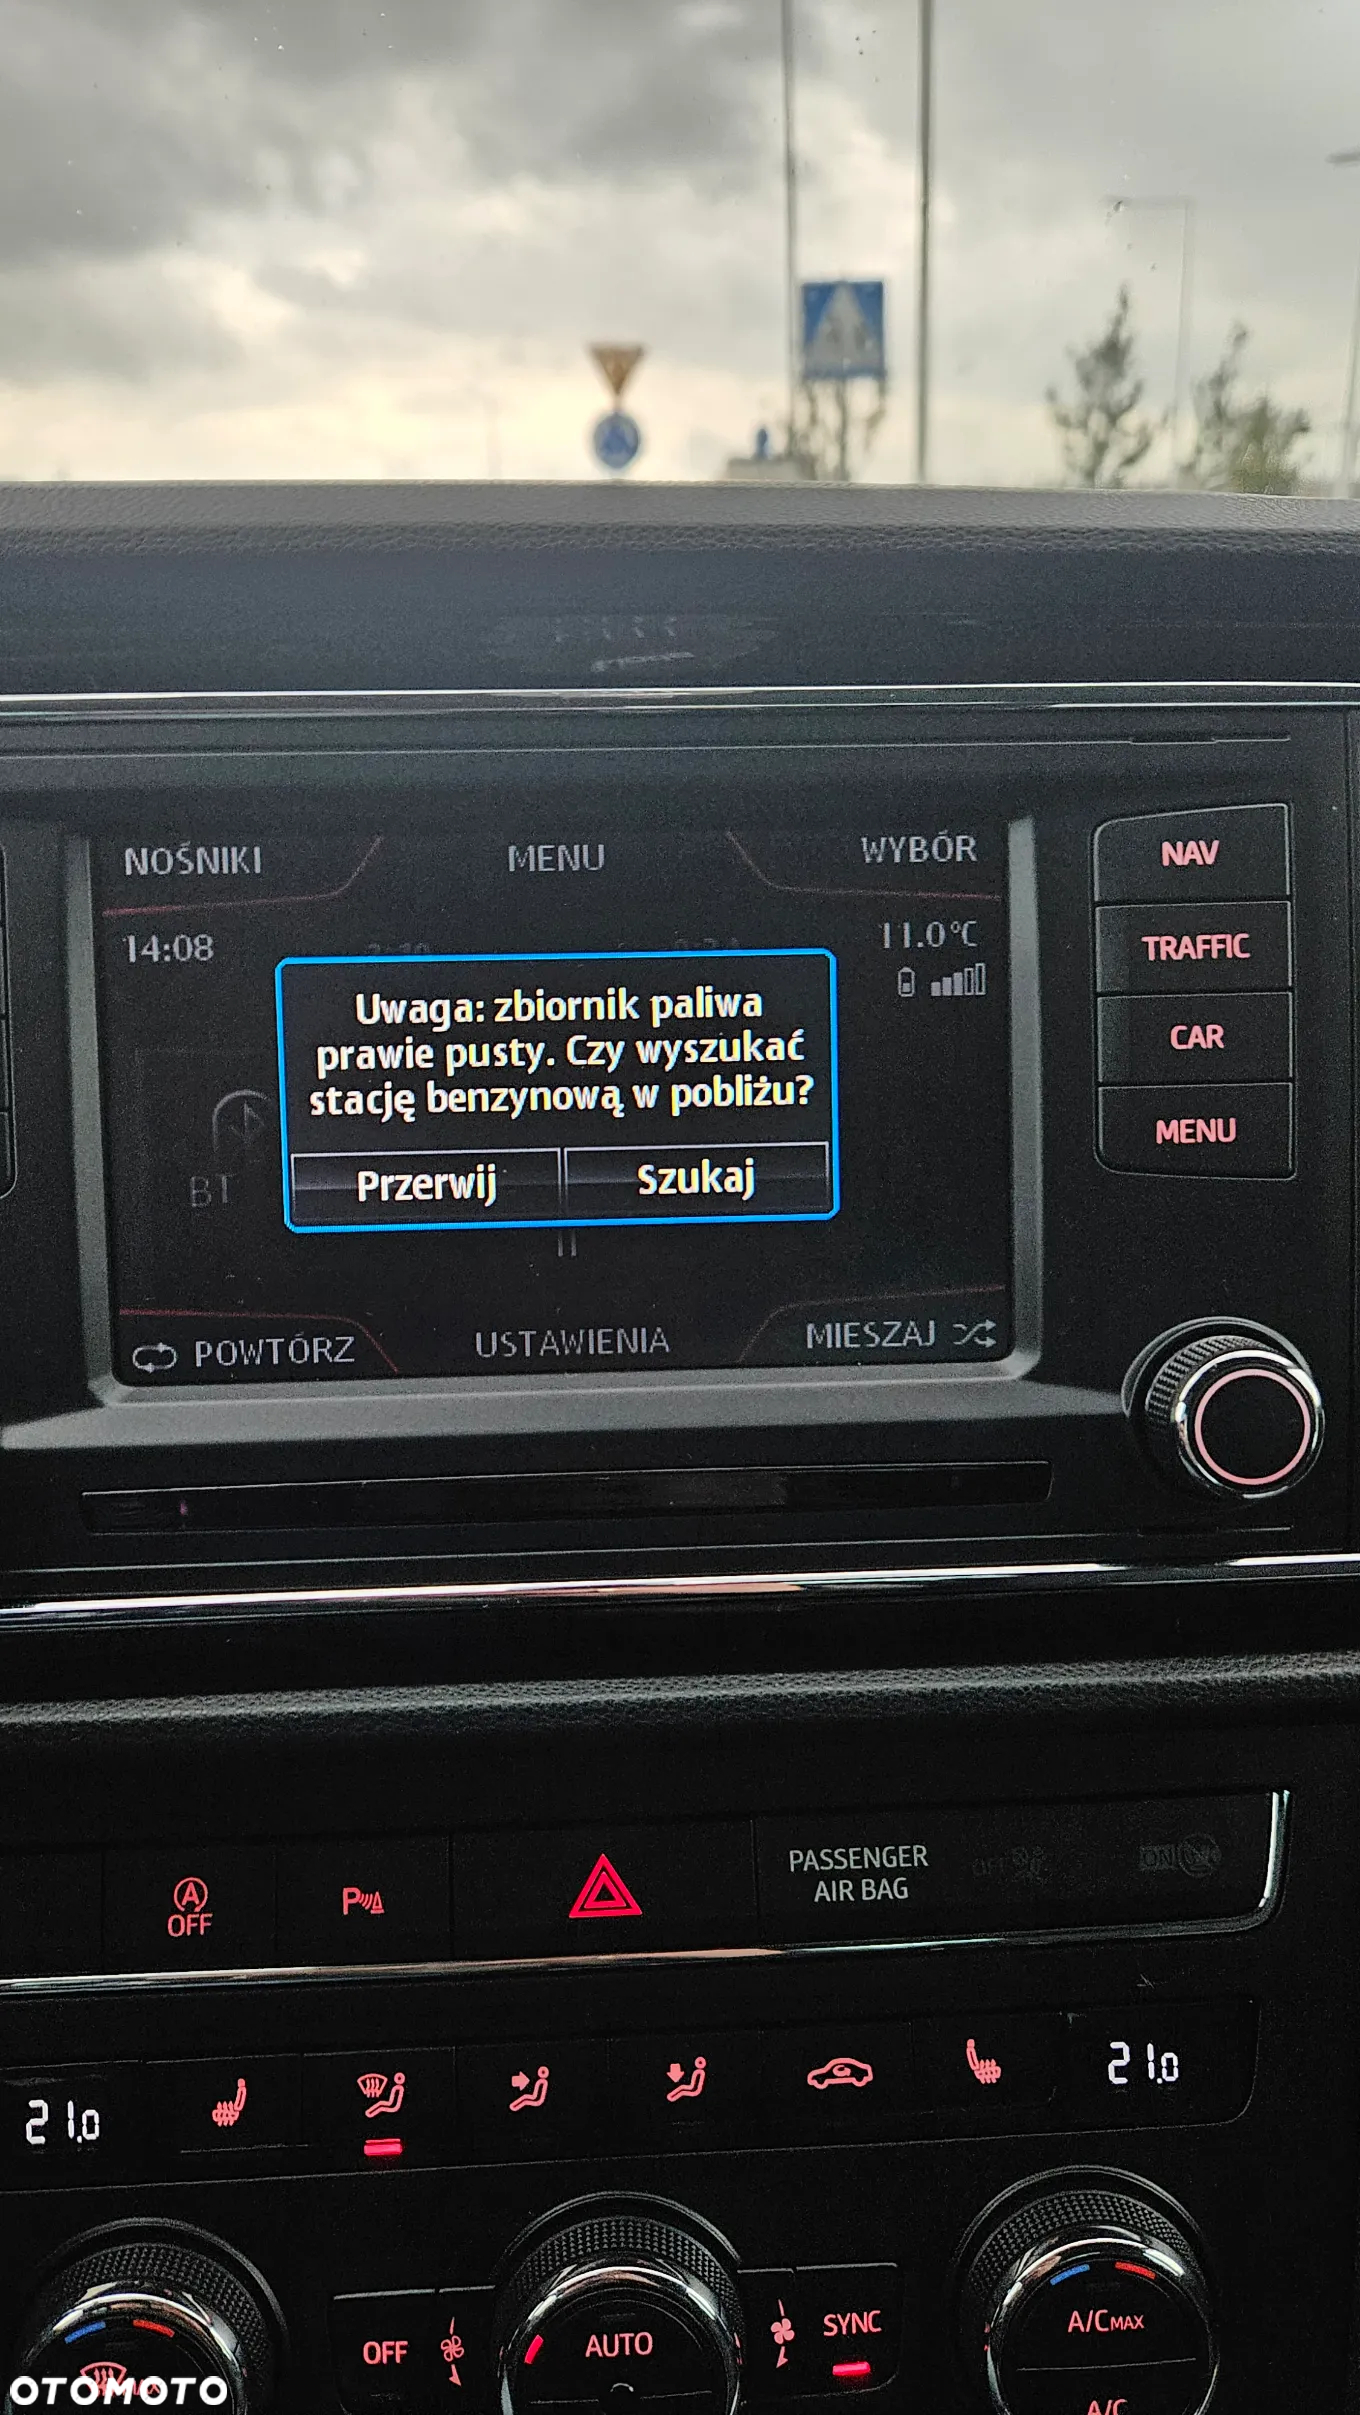 NOŚNIKI MENU WYBÓR
NAV
14:08 11.0°C
TRAFFIC
Uwaga: zbiornik paliwa
prawie pusty. Czy wyszukać
stację benzynową w pobliżu?
CAR
BT
Przerwij Szukaj
MENU
POWTÓRZ USTAWIENIA MIESZAJ
A
OFF
P
PASSENGER
AIR BAG
OFF
ON
21.0
21.0
OFF
AUTO
SYNC
A/C MAX
A/C
OTOMOTO